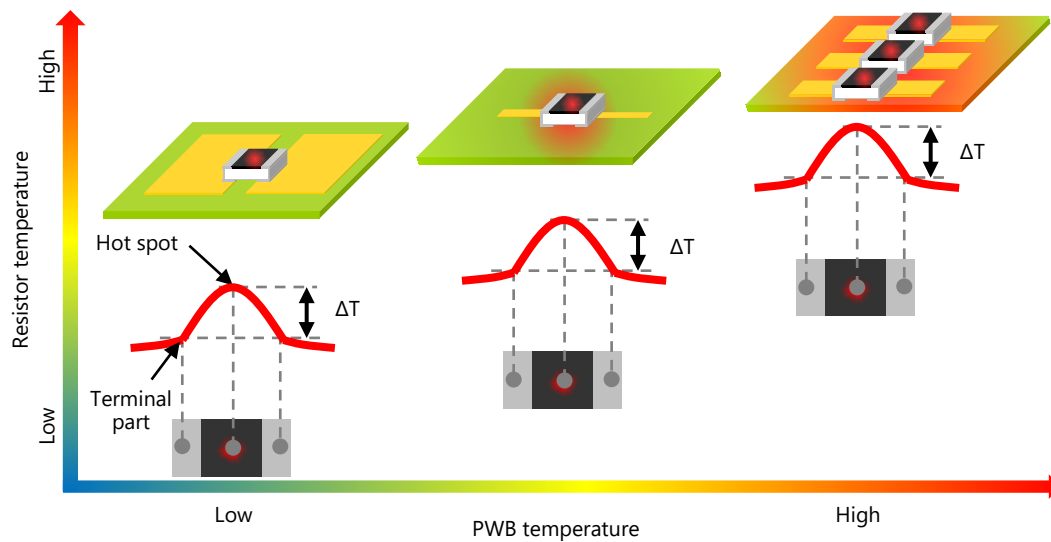 High
Resistor temperature
Low
ΔT
ΔT
Hot spot
ΔT
Terminal
part
Low
PWB temperature
High